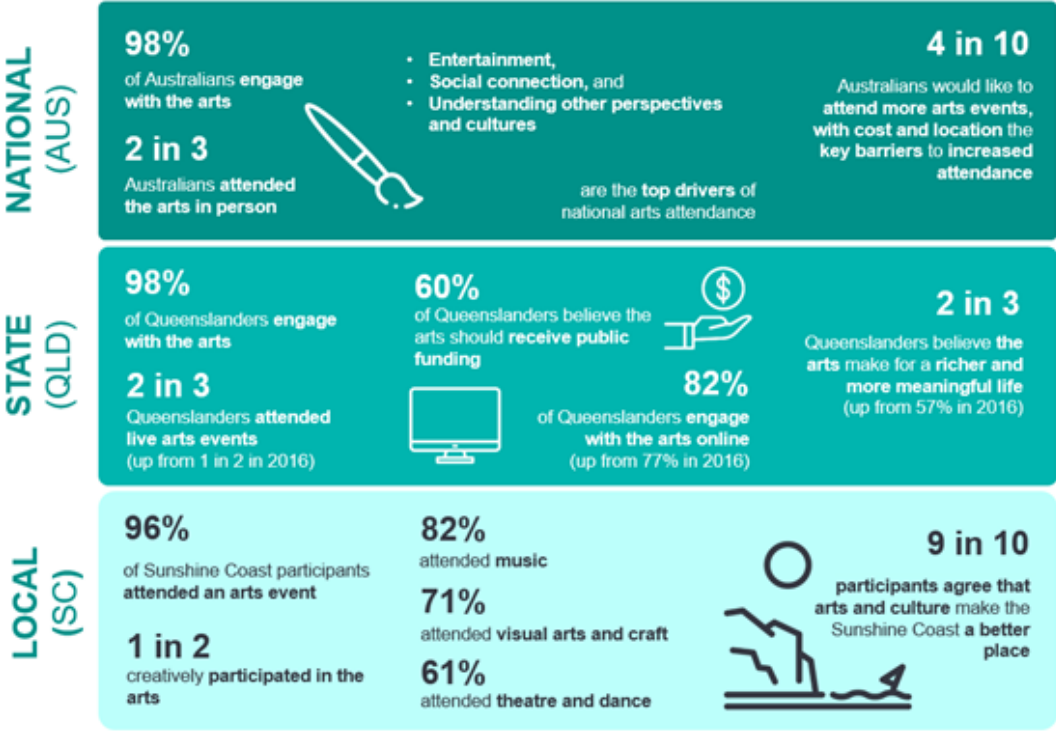 NATIONAL
(AUS)
98%
of Australians engage
with the arts
2 in 3
Australians attended
the arts in person
• Entertainment,
• Social connection, and
• Understanding other perspectives
and cultures
are the top drivers of
national arts attendance
4 in 10
Australians would like to
attend more arts events,
with cost and location the
key barriers to increased
attendance
STATE
(QLD)
98%
of Queenslanders engage
with the arts
2 in 3
Queenslanders attended
live arts events
(up from 1 in 2 in 2016)
60%
of Queenslanders believe the
arts should receive public
funding
$
82%
of Queenslanders engage
with the arts online
(up from 77% in 2016)
2 in 3
Queenslanders believe the
arts make for a richer and
more meaningful life
(up from 57% in 2016)
LOCAL
(SC)
96%
of Sunshine Coast participants
attended an arts event
1 in 2
creatively participated in the
arts
82%
attended music
71%
attended visual arts and craft
61%
attended theatre and dance
9 in 10
participants agree that
arts and culture make the
Sunshine Coast a better
place